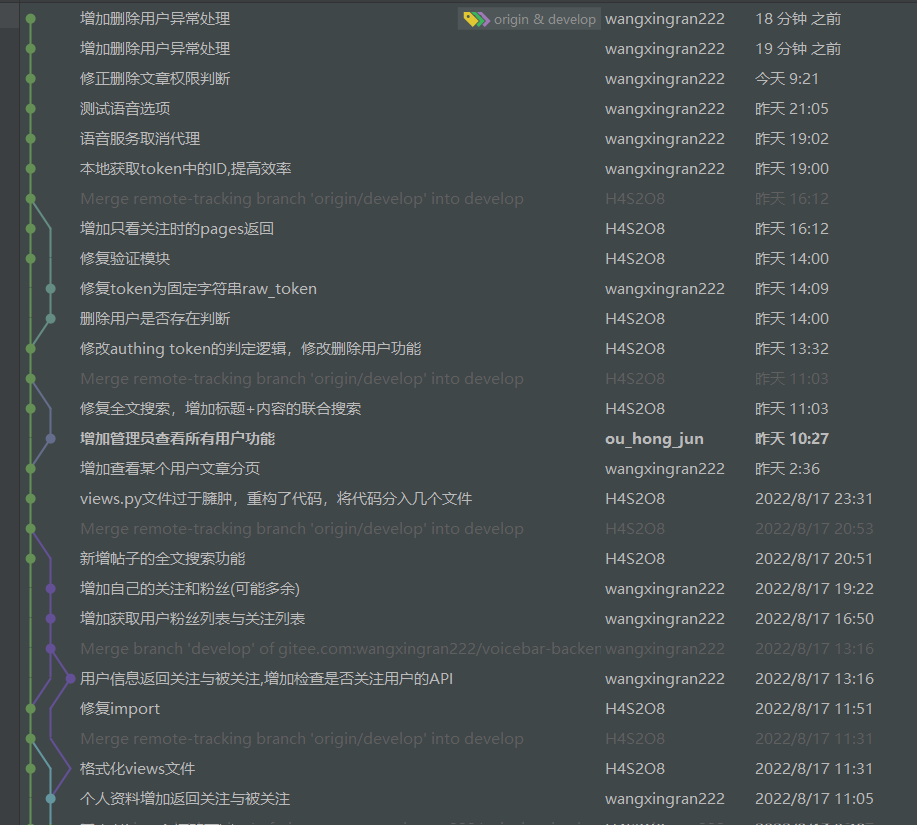 增加删除用户异常处理 origin & develop wangxingran222 18 分钟 之前
增加删除用户异常处理 wangxingran222 19 分钟 之前
修正删除文章权限判断 wangxingran222 今天 9:21
测试语音选项 wangxingran222 昨天 21:05
语音服务取消代理 wangxingran222 昨天 19:02
本地获取token中的ID,提高效率 wangxingran222 昨天 19:00
Merge remote-tracking branch 'origin/develop' into develop H4S2O8 昨天 16:12
增加只看关注时的pages返回 H4S2O8 昨天 16:12
修复验证模块 H4S2O8 昨天 14:00
修复token为固定字符串raw_token wangxingran222 昨天 14:09
删除用户是否存在判断 H4S2O8 昨天 14:00
修改authing token的判定逻辑，修改删除用户功能 H4S2O8 昨天 13:32
Merge remote-tracking branch 'origin/develop' into develop H4S2O8 昨天 11:03
修复全文搜索，增加标题+内容的联合搜索 H4S2O8 昨天 11:03
增加管理员查看所有用户功能 ou_hong_jun 昨天 10:27
增加查看某个用户文章分页 wangxingran222 昨天 2:36
views.py文件过于臃肿，重构了代码，将代码分入几个文件 H4S2O8 2022/8/17 23:31
Merge remote-tracking branch 'origin/develop' into develop H4S2O8 2022/8/17 20:53
新增帖子的全文搜索功能 H4S2O8 2022/8/17 20:51
增加自己的关注和粉丝(可能多余) wangxingran222 2022/8/17 19:22
增加获取用户粉丝列表与关注列表 wangxingran222 2022/8/17 16:50
Merge branch 'develop' of gitee.com:wangxingran222/voicebar-backer wangxingran222 2022/8/17 13:16
用户信息返回关注与被关注,增加检查是否关注用户的API wangxingran222 2022/8/17 13:16
修复import H4S2O8 2022/8/17 11:51
Merge remote-tracking branch 'origin/develop' into develop H4S2O8 2022/8/17 11:31
格式化views文件 H4S2O8 2022/8/17 11:31
个人资料增加返回关注与被关注 wangxingran222 2022/8/17 11:05